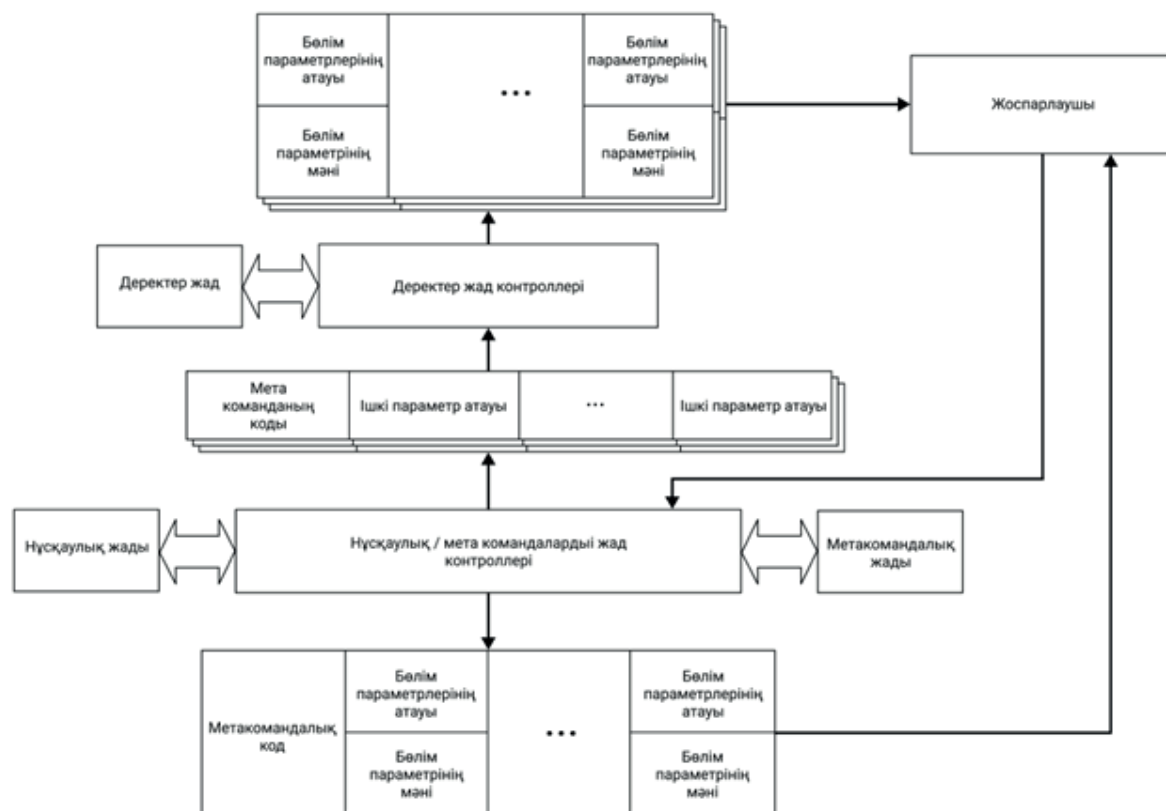 Бөлім
параметрлерінің
атауы
...
Бөлім
параметрлерінің
атауы
Бөлім
параметрінің
мәні
Бөлім
параметрінің
мәні
Жоспарлаушы
Деректер жад
Деректер жад контроллері
Мета
команданың
коды
Ішкі параметр атауы
...
Ішкі параметр атауы
Нұсқаулық жады
Нұсқаулық / мета командалардыі жад
контроллері
Метакомандалық
жады
Метакомандалық
код
Бөлім
параметрлерінің
атауы
...
Бөлім
параметрлерінің
атауы
Бөлім
параметрінің
мәні
Бөлім
параметрінің
мәні